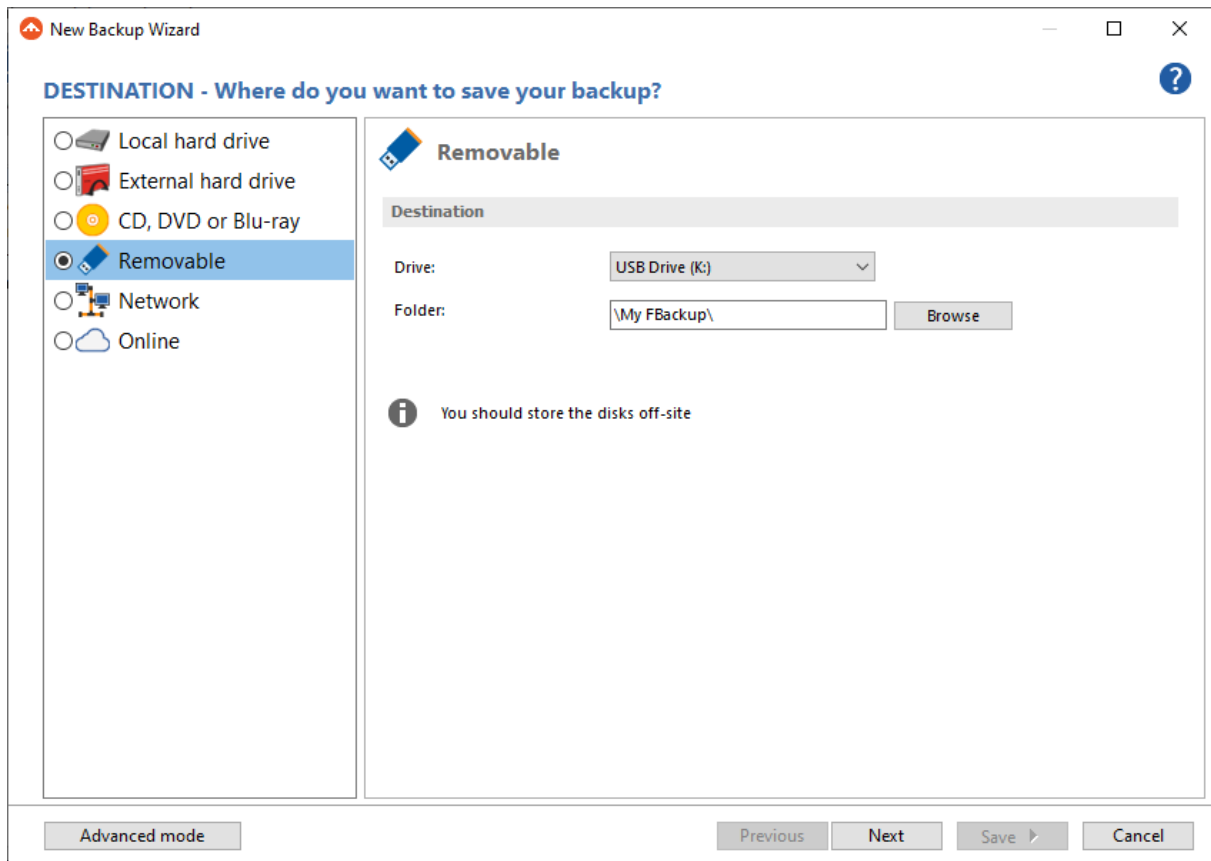 New Backup Wizard
DESTINATION - Where do you want to save your backup?
?
Local hard drive
External hard drive
CD, DVD or Blu-ray
Removable
Network
Online
Removable
Destination
Drive: USB Drive (K:)
Folder: \My FBackup\ Browse
You should store the disks off-site
Advanced mode Previous Next Save Cancel